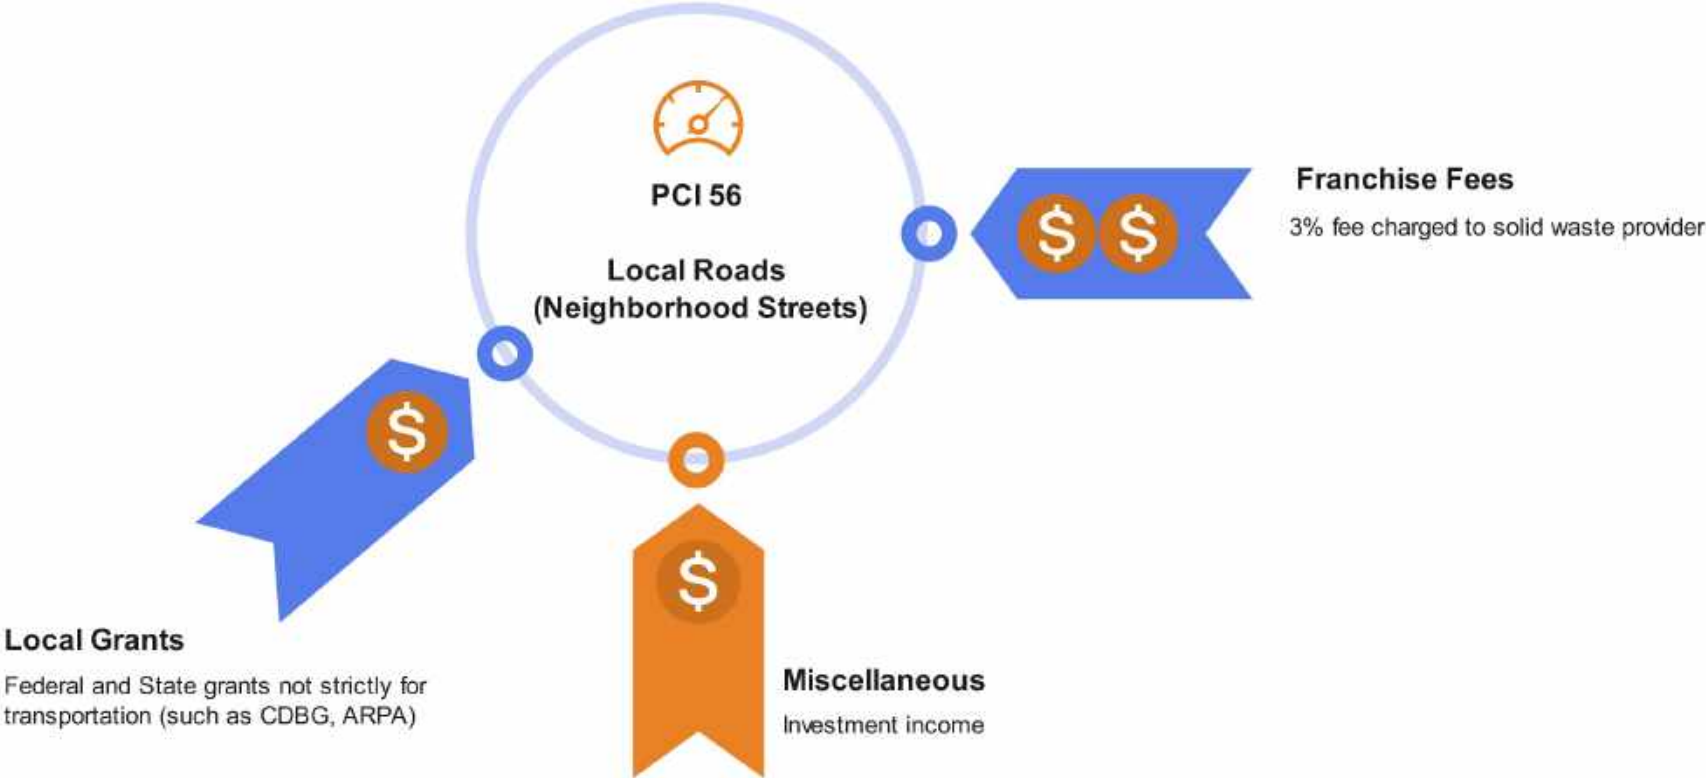 PCI 56
Local Roads
(Neighborhood Streets)
Franchise Fees
3% fee charged to solid waste provider
$ $
$
$
Local Grants
Federal and State grants not strictly for
transportation (such as CDBG, ARPA)
Miscellaneous
Investment income